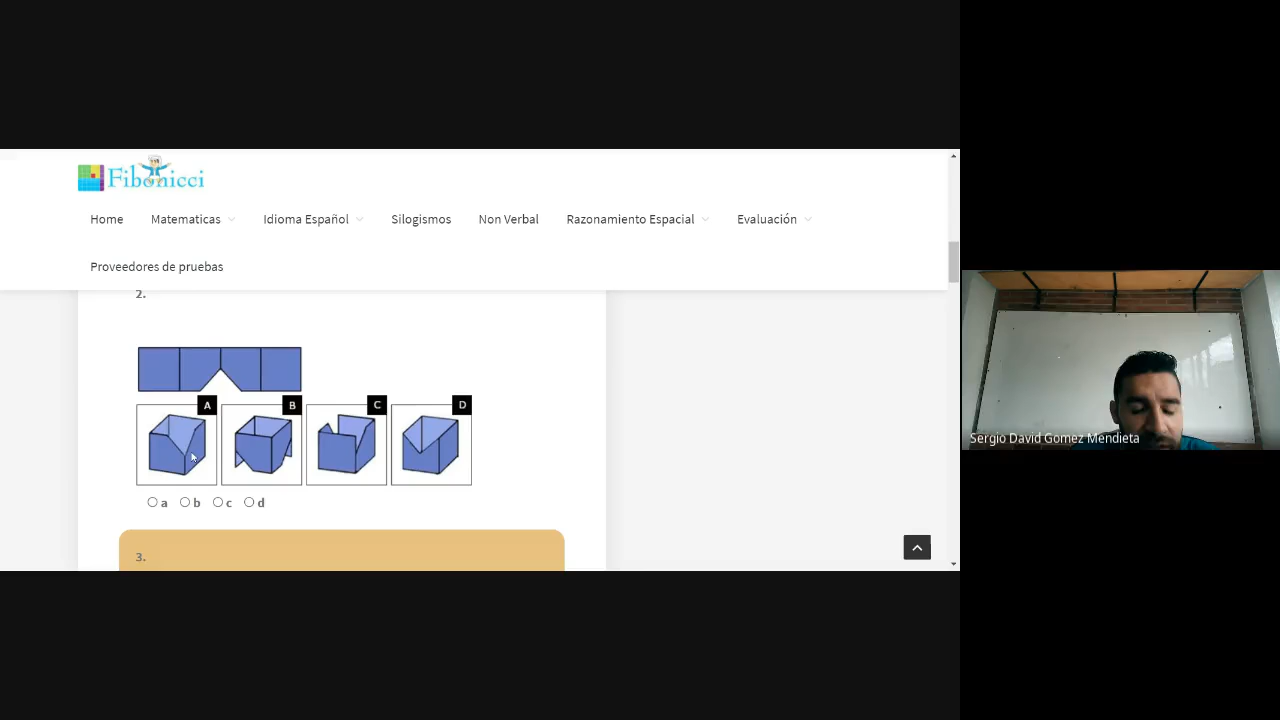 Fibonicci
Home Matematicas Idioma Español Silogismos Non Verbal Razonamiento Espacial Evaluación
Proveedores de pruebas
2.
A B C D
a b c d
3.
Sergio David Gomez Mendieta